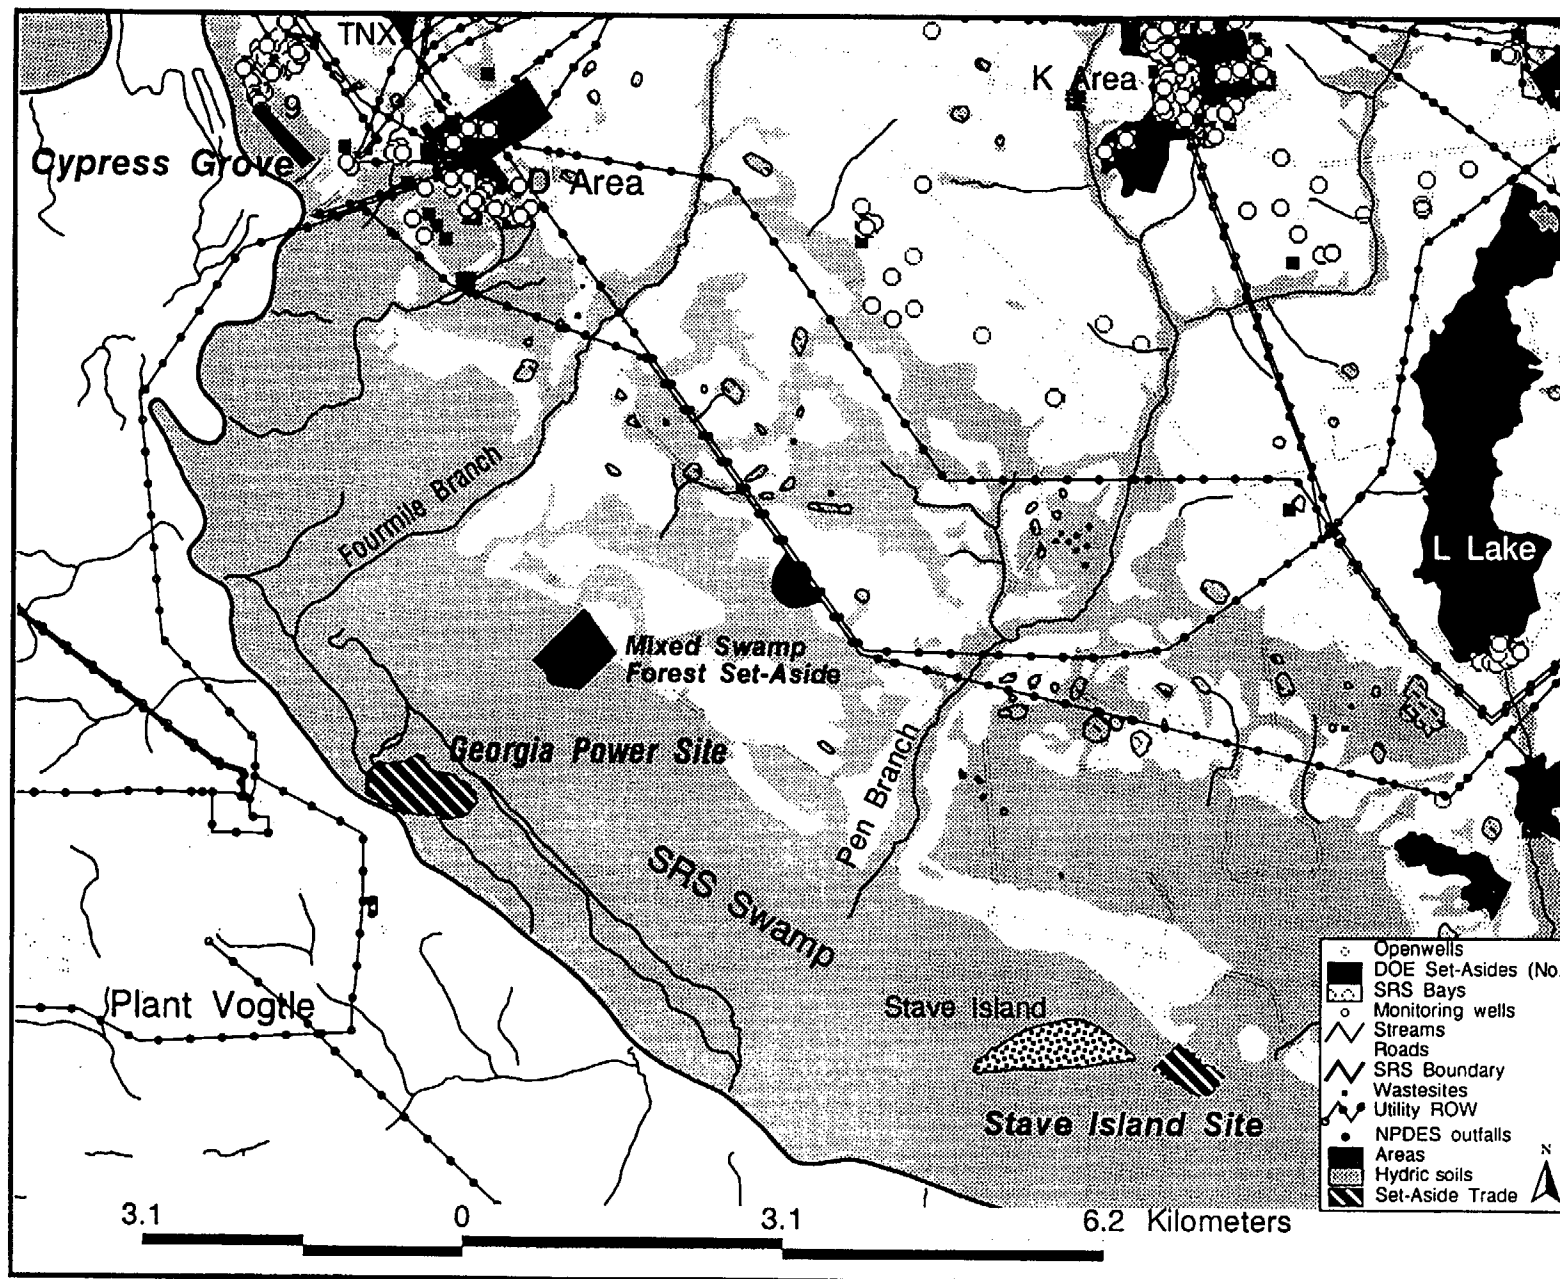 TNX
K Area
9
Cypress Grove
D Area
Fourmile Branch
L Lake
Mixed Swamp
Forest Set-Aside
Georgia Power Site
Pen Branch
SRS Swamp
Plant Vogtle
Stave Island
Stave Island Site
Openwells
DOE Set-Asides (No.
SRS Bays
Monitoring wells
Streams
Roads
SRS Boundary
Wastesites
Utility ROW
NPDES outfalls
Areas
Hydric soils
Set-Aside Trade
N
3.1 0 3.1 6.2 Kilometers